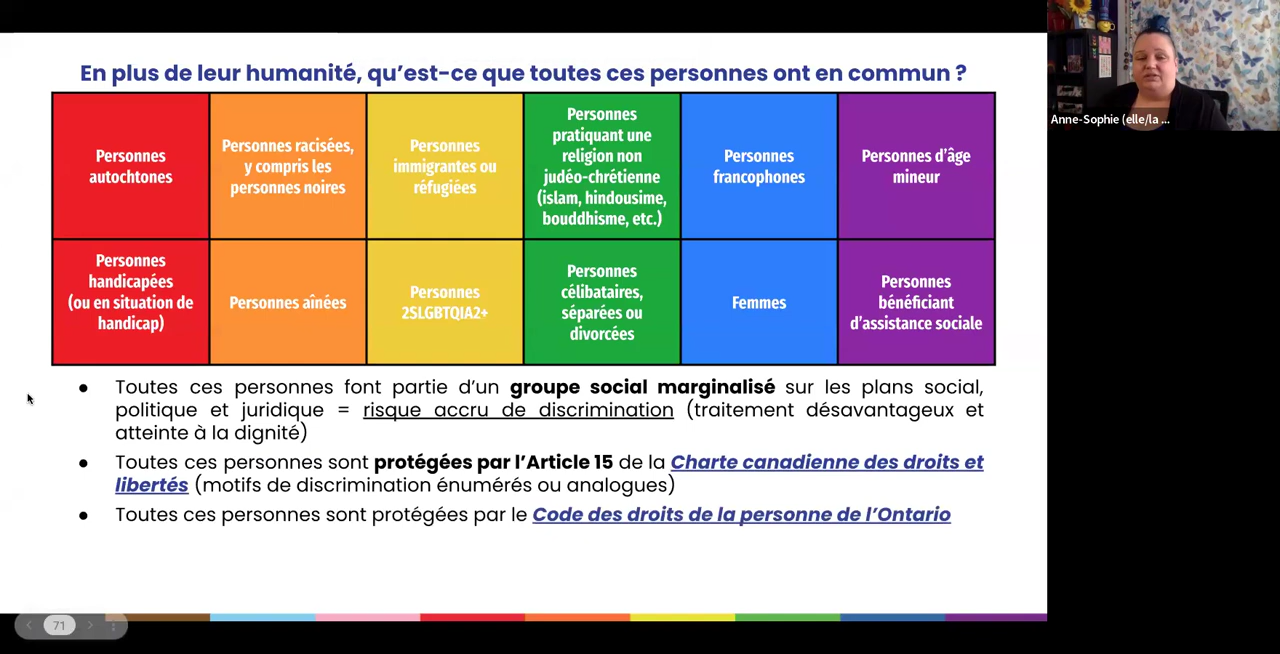 En plus de leur humanité, qu'est-ce que toutes ces personnes ont en commun ?
Personnes
autochtones
Personnes racisées,
y compris les
personnes noires
Personnes
immigrantes ou
réfugiées
Personnes
pratiquant une
religion non
judéo-chrétienne
(islam, hindousime,
bouddhisme, etc.)
Personnes
francophones
Personnes d'âge
mineur
Personnes
handicapées
(ou en situation de
handicap)
Personnes aînées
Personnes
2SLGBTQIA2+
Personnes
célibataires,
séparées ou
divorcées
Femmes
Personnes
bénéficiant
d'assistance sociale
● Toutes ces personnes font partie d'un groupe social marginalisé sur les plans social,
politique et juridique = risque accru de discrimination (traitement désavantageux et
atteinte à la dignité)
● Toutes ces personnes sont protégées par l'Article 15 de la Charte canadienne des droits et
libertés (motifs de discrimination énumérés ou analogues)
● Toutes ces personnes sont protégées par le Code des droits de la personne de l'Ontario
71
Anne-Sophie (elle/la ...